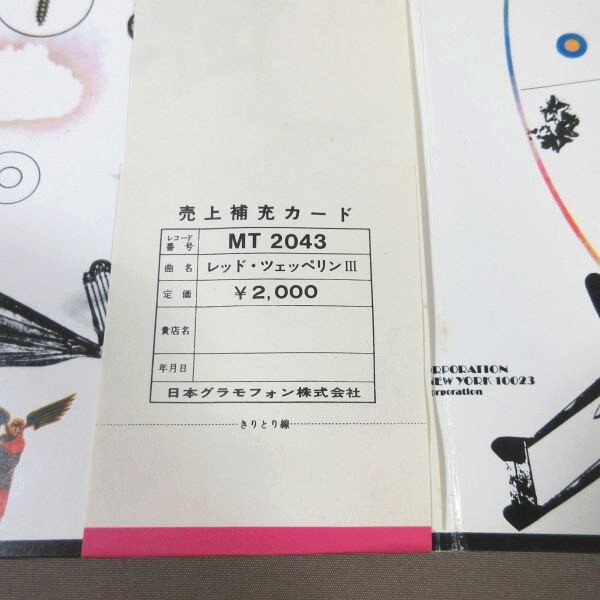 売上補充カード
レコード番号 MT 2043
曲名 レッド・ツェッペリンIII
定価 ¥2,000
貴店名
年月日
日本グラモフォン株式会社
きりとり線
RPORATION
NEW YORK 10023
orporation